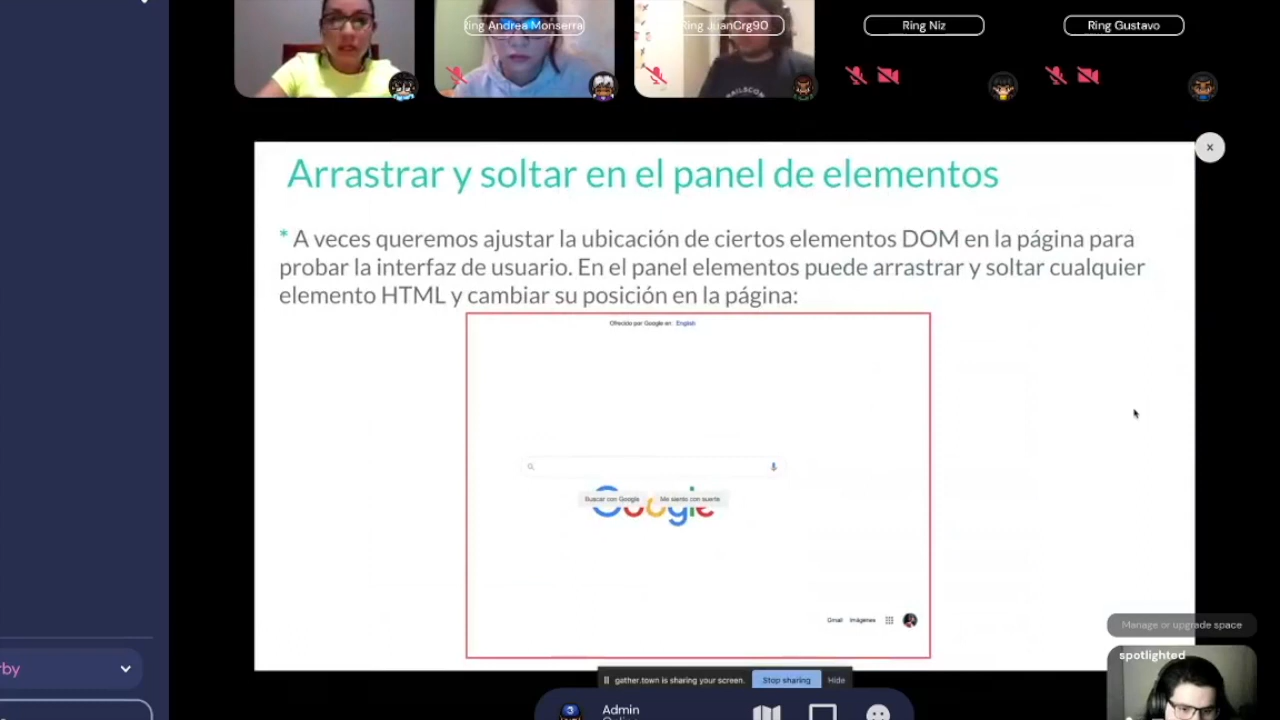 Ring Andrea Monserra
Ring JuanCrg90
Ring Niz
Ring Gustavo
Arrastrar y soltar en el panel de elementos
* A veces queremos ajustar la ubicación de ciertos elementos DOM en la página para
probar la interfaz de usuario. En el panel elementos puede arrastrar y soltar cualquier
elemento HTML y cambiar su posición en la página:
Ofrecido por Google en: English
Buscar con Google
Me siento con suerte
Google
Gmail Imágenes
Manage or upgrade space
spotlighted
rby
gather.town is sharing your screen. Stop sharing Hide
3
Admin
Online